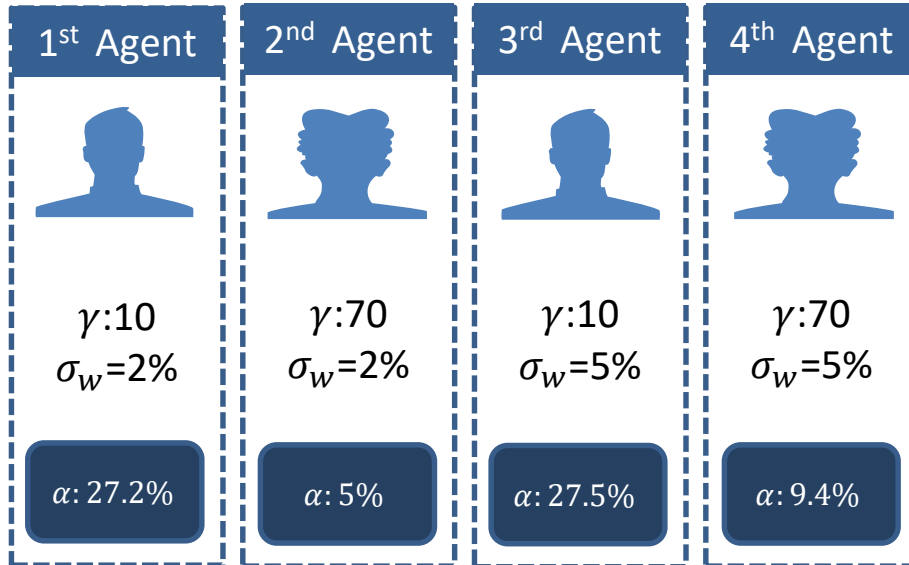 1st Agent
γ:10
σw=2%
α: 27.2%
2nd Agent
γ:70
σw=2%
α: 5%
3rd Agent
γ:10
σw=5%
α: 27.5%
4th Agent
γ:70
σw=5%
α: 9.4%